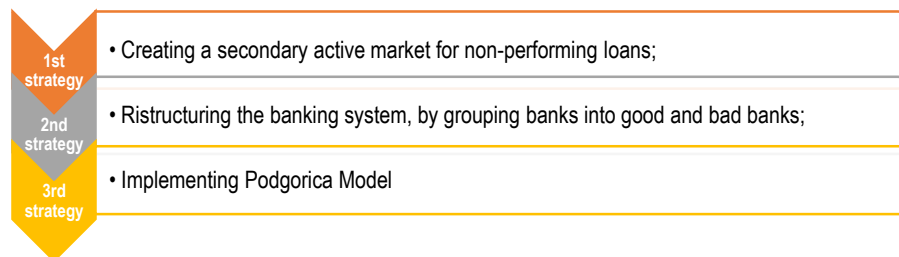 1st
strategy
• Creating a secondary active market for non-performing loans;
2nd
strategy
• Ristructuring the banking system, by grouping banks into good and bad banks;
3rd
strategy
• Implementing Podgorica Model